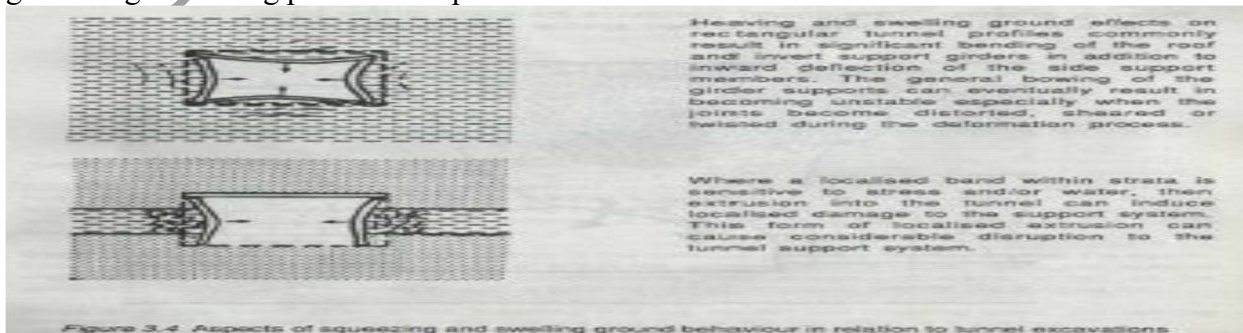 Heaving and swelling ground effects on
rectangular tunnel profiles commonly
result in significant bending of the roof
and invert support girders in addition to
inward deflection of the side support
members. The general bowing of the
girder supports can eventually result in
becoming unstable especially when the
joints become distorted, sheared or
twisted during the deformation process.
Where a localised band within strata is
sensitive to stress and/or water, then
extrusion into the tunnel can induce
localised damage to the support system.
This form of localised extrusion can
cause considerable disruption to the
tunnel support system.
Figure 3.4 Aspects of squeezing and swelling ground behaviour in relation to tunnel excavation